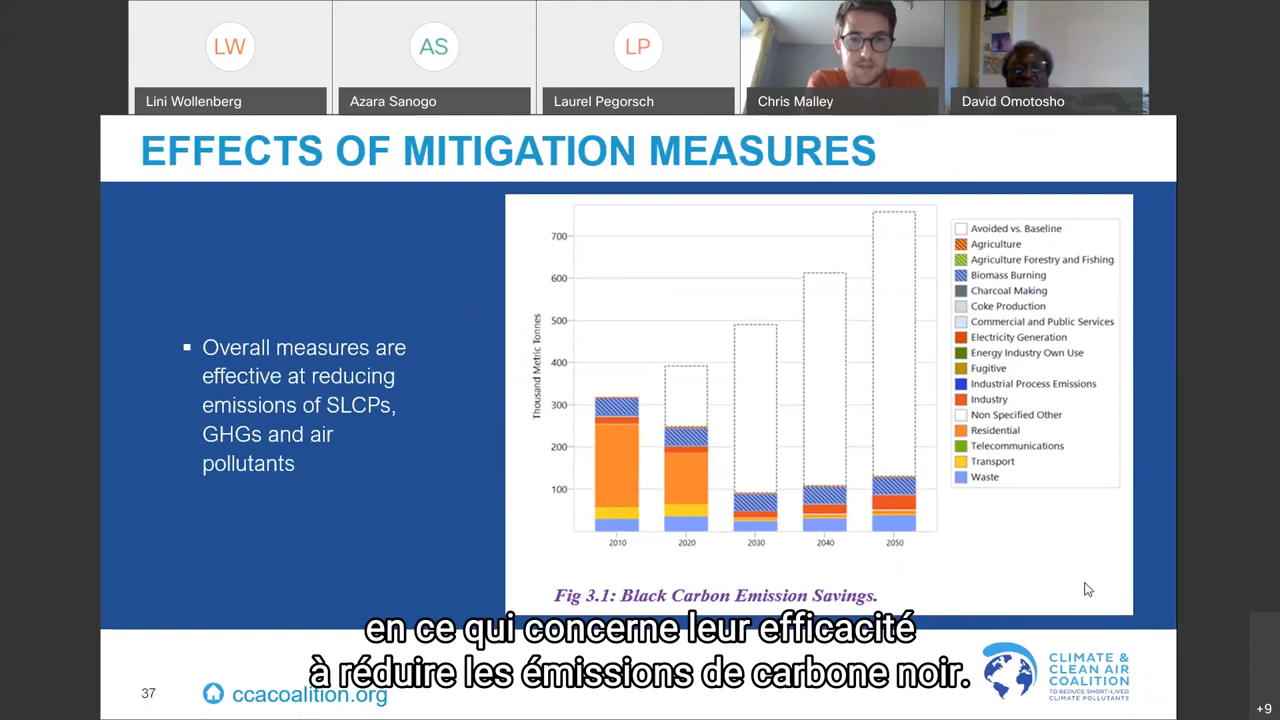 LW
AS
LP
Lini Wollenberg
Azara Sanogo
Laurel Pegorsch
Chris Malley
David Omotosho
EFFECTS OF MITIGATION MEASURES
▪ Overall measures are
effective at reducing
emissions of SLCPs,
GHGs and air
pollutants
Thousand Metric Tonnes
700
600
500
400
300
200
100
2010
2020
2030
2040
2050
Avoided vs. Baseline
Agriculture
Agriculture Forestry and Fishing
Biomass Burning
Charcoal Making
Coke Production
Commercial and Public Services
Electricity Generation
Energy Industry Own Use
Fugitive
Industrial Process Emissions
Industry
Non Specified Other
Residential
Telecommunications
Transport
Waste
Fig 3.1: Black Carbon Emission Savings.
en ce qui concerne leur efficacité
à réduire les émissions de carbone noir.
37
ccacoalition.org
CLIMATE &
CLEAN AIR
COALITION
TO REDUCE SHORT-LIVED
CLIMATE POLLUTANTS
+9